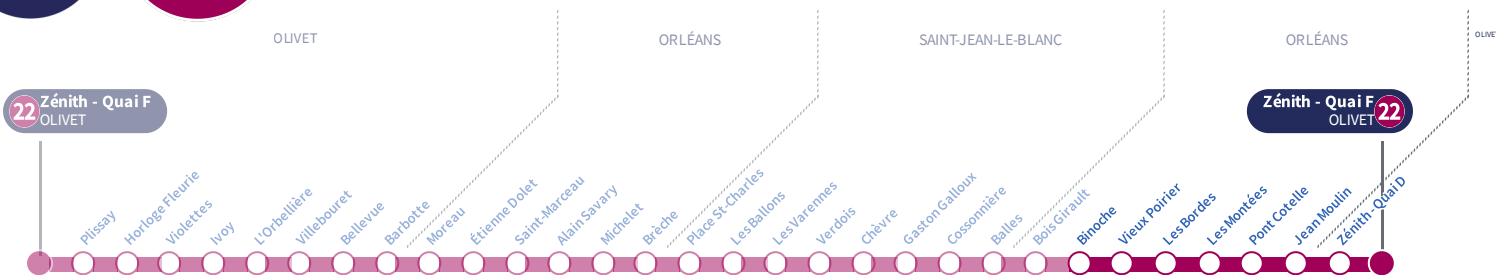 OLIVET
ORLÉANS
SAINT-JEAN-LE-BLANC
ORLÉANS
OLIVE
22 Zénith - Quai F
OLIVET
Zénith - Quai F 22
OLIVET
Plissay
Horloge Fleurie
Violettes
Ivoy
L'Orbellière
Villebouret
Bellevue
Barbotte
Moreau
Étienne Dolet
Saint-Marceau
Alain Savary
Michelet
Brèche
Place St-Charles
Les Ballons
Les Varennes
Verdois
Chèvre
Gaston Galloux
Cossonnière
Balles
Bois Girault
Binoche
Vieux Poirier
Les Bordes
Les Montées
Pont Cotelle
Jean Moulin
Zénith - Quai D